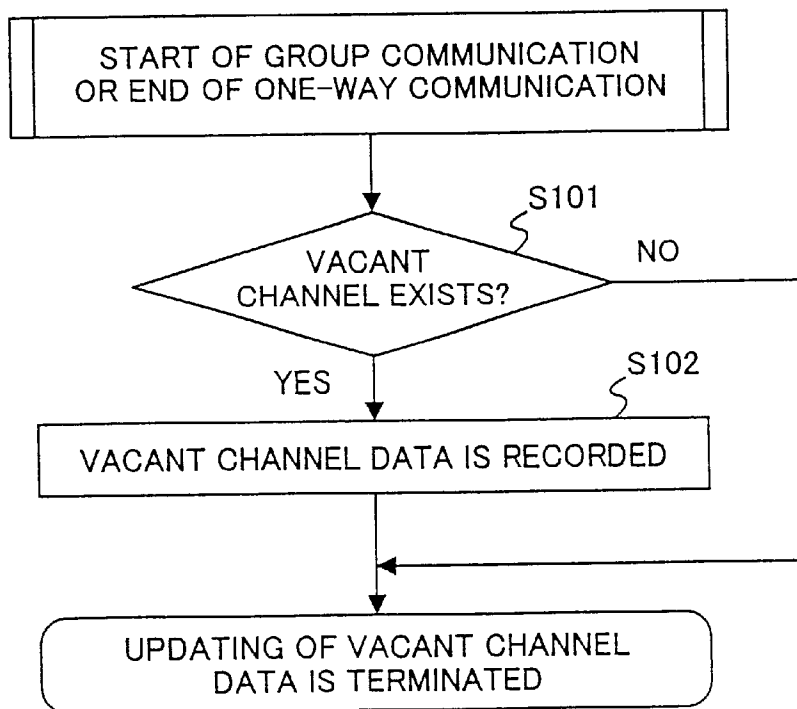 START OF GROUP COMMUNICATION
OR END OF ONE-WAY COMMUNICATION
S101
VACANT
CHANNEL EXISTS?
NO
YES
S102
VACANT CHANNEL DATA IS RECORDED
UPDATING OF VACANT CHANNEL
DATA IS TERMINATED